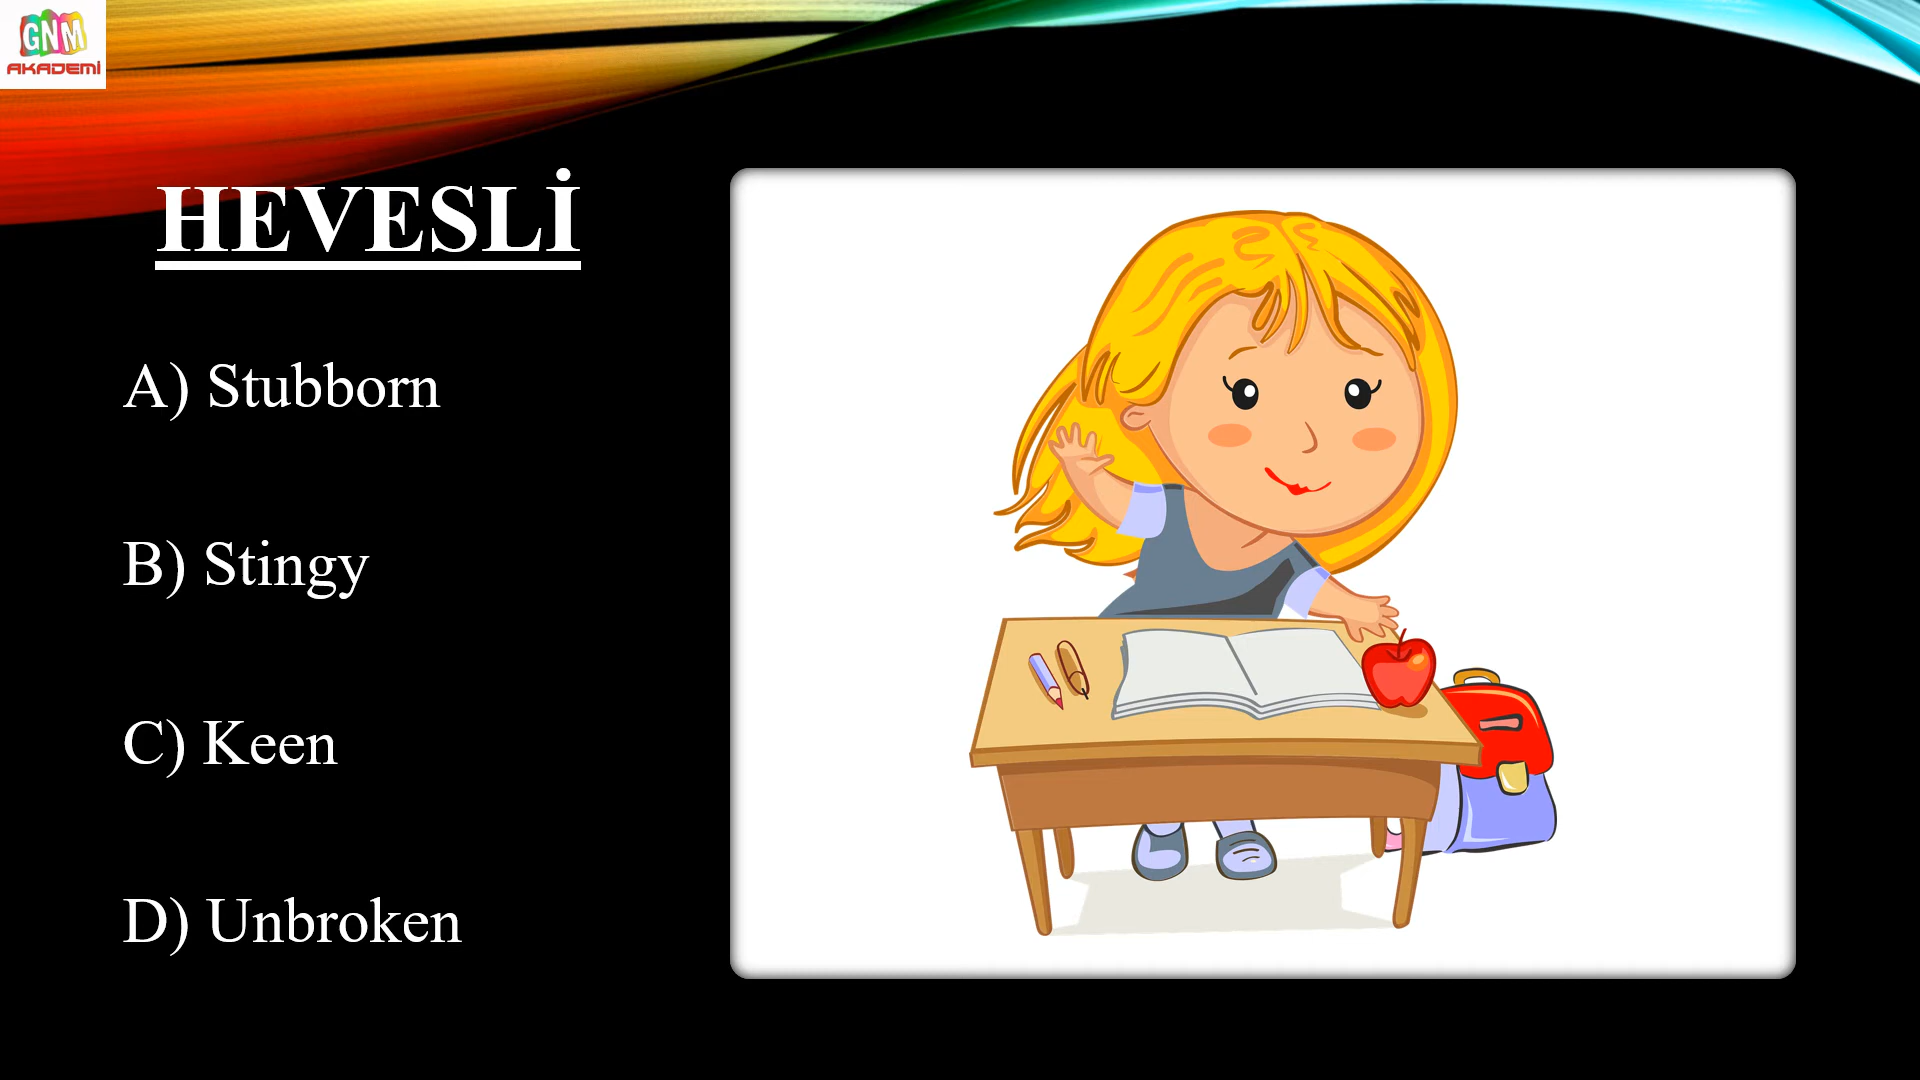 GNM
AKADEMİ
HEVESLİ
A) Stubborn
B) Stingy
C) Keen
D) Unbroken